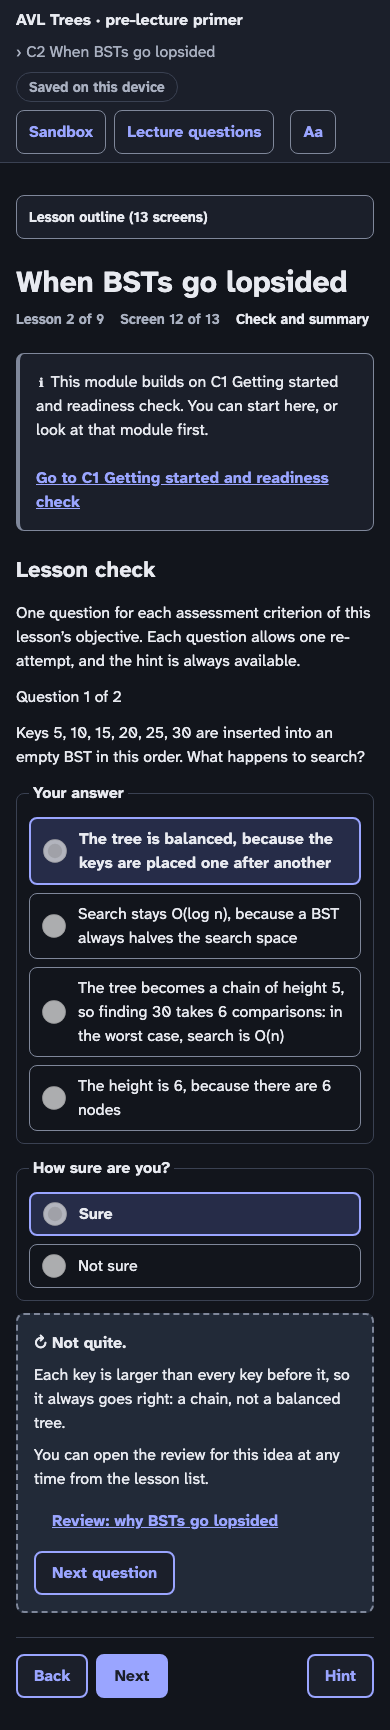 AVL Trees · pre-lecture primer
› C2 When BSTs go lopsided
Saved on this device
Sandbox
Lecture questions
Aa
Lesson outline (13 screens)
When BSTs go lopsided
Lesson 2 of 9 Screen 12 of 13 Check and summary
i This module builds on C1 Getting started
and readiness check. You can start here, or
look at that module first.
Go to C1 Getting started and readiness
check
Lesson check
One question for each assessment criterion of this
lesson's objective. Each question allows one re-
attempt, and the hint is always available.
Question 1 of 2
Keys 5, 10, 15, 20, 25, 30 are inserted into an
empty BST in this order. What happens to search?
Your answer
The tree is balanced, because the
keys are placed one after another
Search stays O(log n), because a BST
always halves the search space
The tree becomes a chain of height 5,
so finding 30 takes 6 comparisons: in
the worst case, search is O(n)
The height is 6, because there are 6
nodes
How sure are you?
Sure
Not sure
↻ Not quite.
Each key is larger than every key before it, so
it always goes right: a chain, not a balanced
tree.
You can open the review for this idea at any
time from the lesson list.
Review: why BSTs go lopsided
Next question
Back
Next
Hint